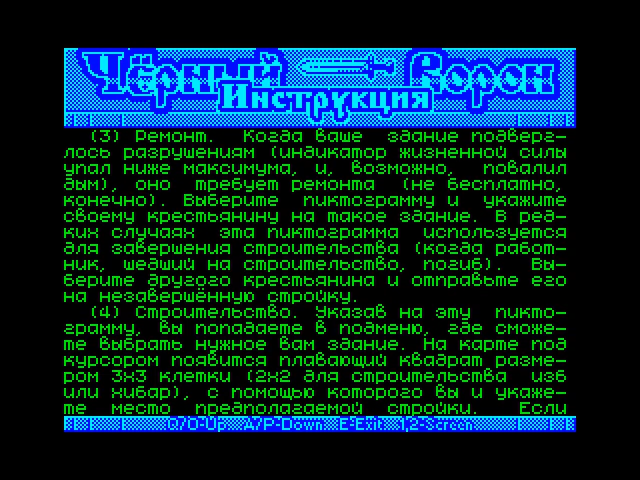 Чёрный Ворон
Инструкция
(3) Ремонт. Когда ваше здание подверг-
лось разрушениям (индикатор жизненной силы
упал ниже максимума, и, возможно, повалил
дым), оно требует ремонта (не бесплатно,
конечно). Выберите пиктограмму и укажите
своему крестьянину на такое здание. В ред-
ких случаях эта пиктограмма используется
для завершения строительства (когда работ-
ник, шедший на строительство, погиб). Вы-
берите другого крестьянина и отправьте его
на незавершённую стройку.
(4) Строительство. Указав на эту пикто-
грамму, вы попадаете в подменю, где сможе-
те выбрать нужное вам здание. На карте под
курсором появится плавающий квадрат разме-
ром 3x3 клетки (2x2 для строительства изб
или хибар), с помощью которого вы и укаже-
те место предполагаемой стройки. Если
Q/O-Up A/P-Down E-Exit 1,2-Screen